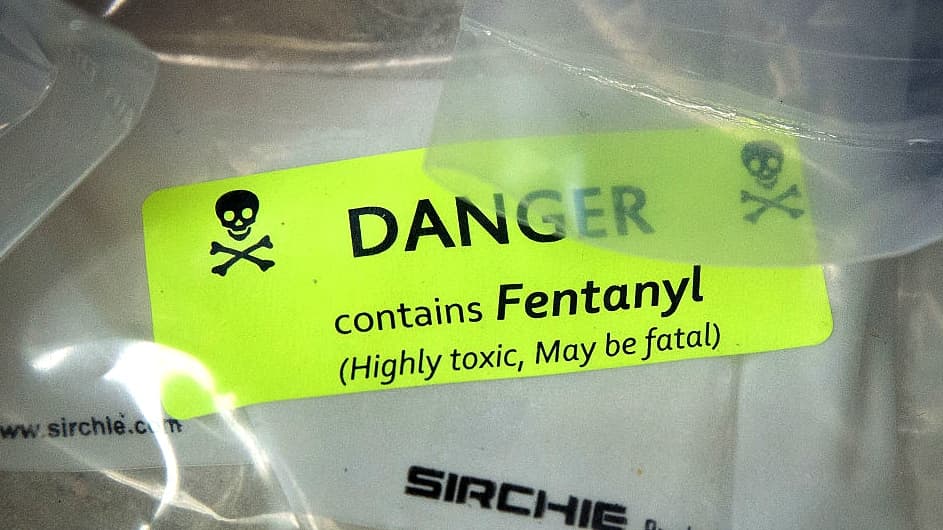 DANGER
contains Fentanyl
(Highly toxic, May be fatal)
www.sirchie.com
SIRCHIE